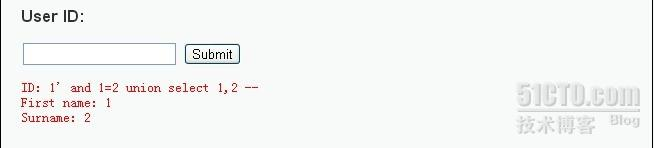 User ID:
Submit
ID: 1' and 1=2 union select 1,2 --
First name: 1
Surname: 2
51CTO.com
技术博客 Blog